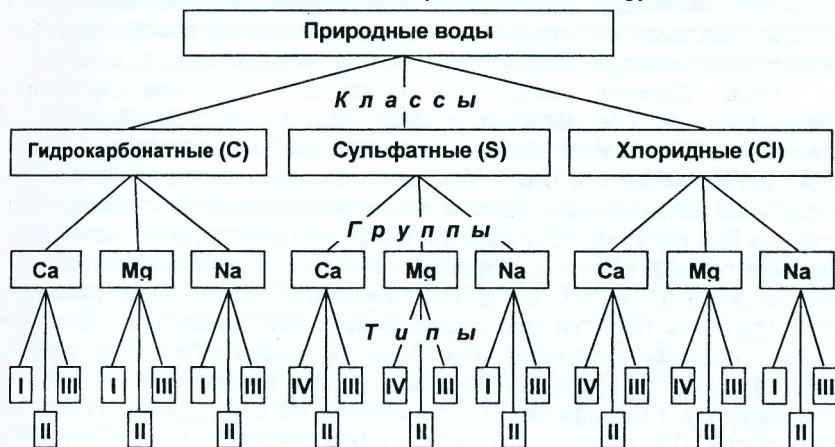 Природные воды
Классы
Гидрокарбонатные (С) Сульфатные (S) Хлоридные (Cl)
Группы
Ca Mg Na Ca Mg Na Ca Mg Na
Типы
I III I III I III IV III IV III I III IV III IV III I III
II II II II II II II II II